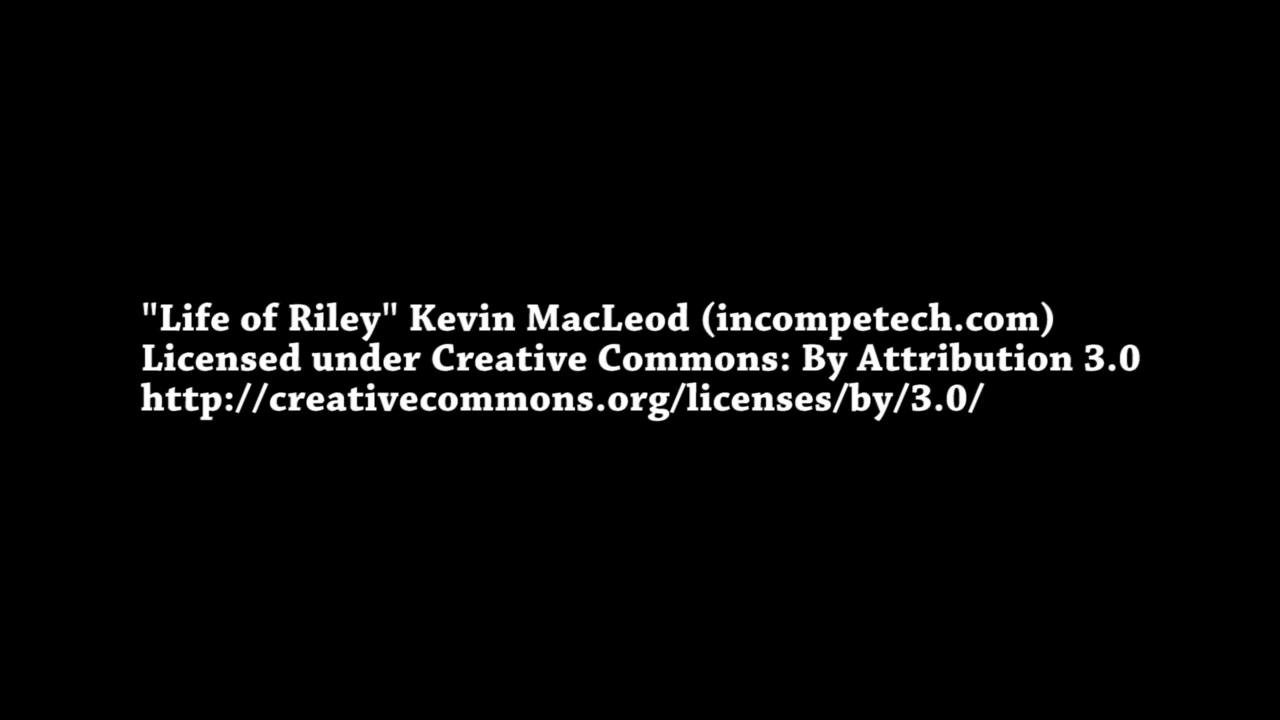 "Life of Riley" Kevin MacLeod (incompetech.com)
Licensed under Creative Commons: By Attribution 3.0
http://creativecommons.org/licenses/by/3.0/